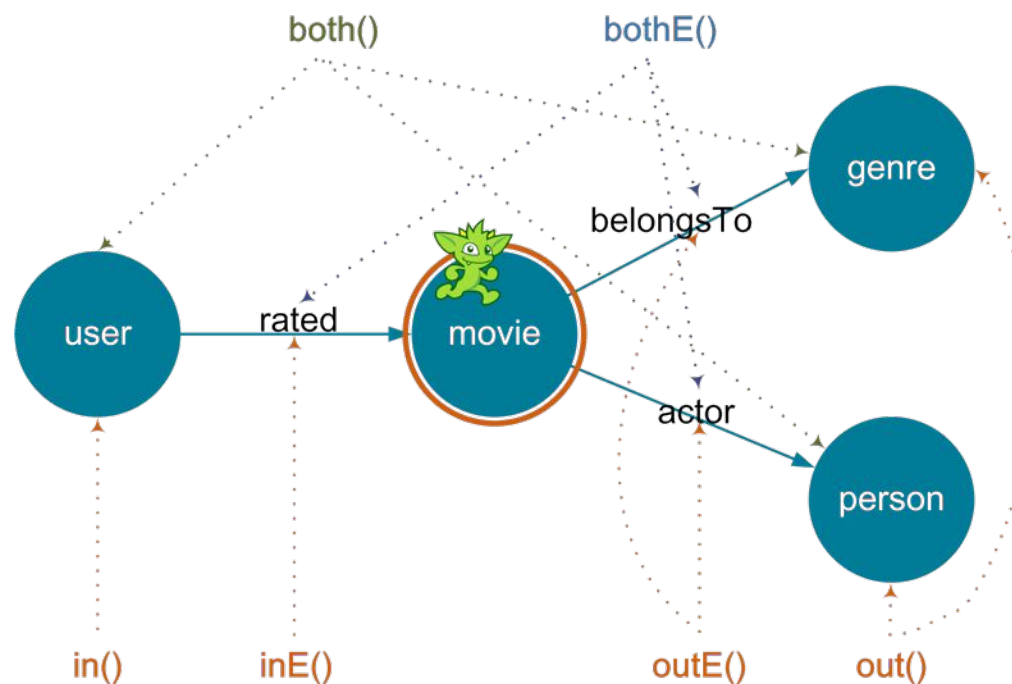 both()
bothE()
genre
belongsTo
user
rated
movie
actor
person
in()
inE()
outE()
out()